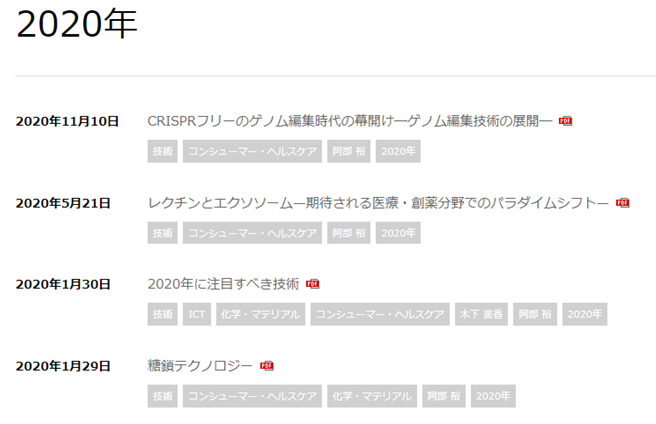 2020年
2020年11月10日 CRISPRフリーのゲノム編集時代の幕開け—ゲノム編集技術の展開— PDF
技術 コンシューマー・ヘルスケア 阿部 裕 2020年
2020年5月21日 レクチンとエクソソーム—期待される医療・創薬分野でのパラダイムシフト— PDF
技術 コンシューマー・ヘルスケア 阿部 裕 2020年
2020年1月30日 2020年に注目すべき技術 PDF
技術 ICT 化学・マテリアル コンシューマー・ヘルスケア 木下 美香 阿部 裕 2020年
2020年1月29日 糖鎖テクノロジー PDF
技術 コンシューマー・ヘルスケア 化学・マテリアル 阿部 裕 2020年